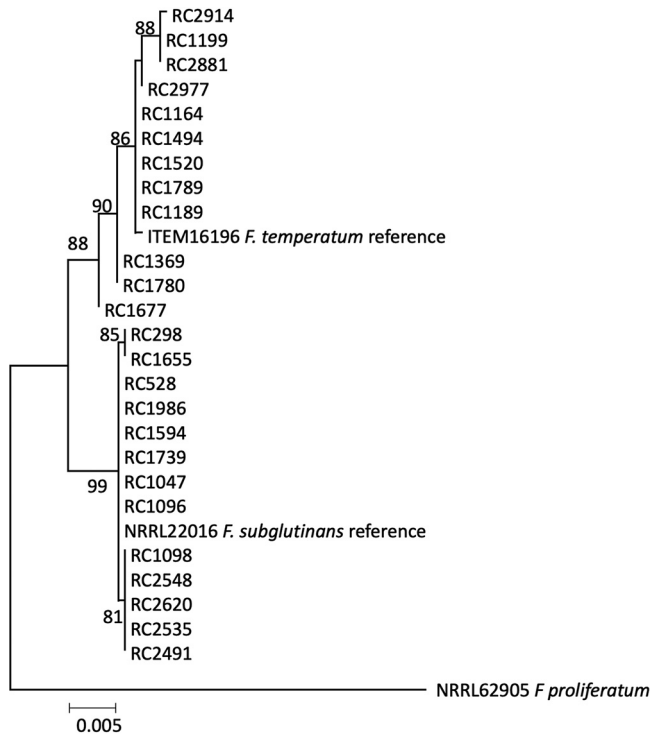 88
RC2914
RC1199
RC2881
RC2977
RC1164
86
RC1494
RC1520
RC1789
90
RC1189
ITEM16196 F. temperatum reference
88
RC1369
RC1780
RC1677
85
RC298
RC1655
RC528
RC1986
RC1594
RC1739
99
RC1047
RC1096
NRRL22016 F. subglutinans reference
RC1098
RC2548
RC2620
81
RC2535
RC2491
NRRL62905 F proliferatum
0.005